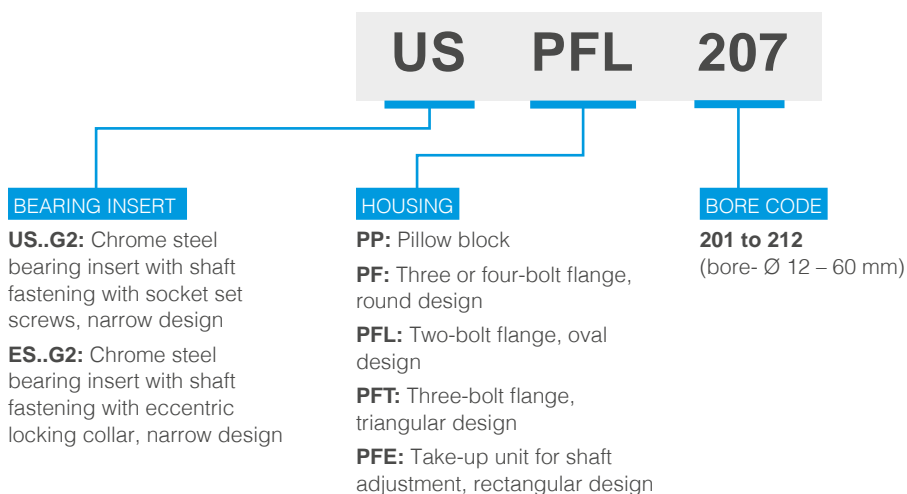 US PFL 207
BEARING INSERT
US..G2: Chrome steel
bearing insert with shaft
fastening with socket set
screws, narrow design
ES..G2: Chrome steel
bearing insert with shaft
fastening with eccentric
locking collar, narrow design
HOUSING
PP: Pillow block
PF: Three or four-bolt flange,
round design
PFL: Two-bolt flange, oval
design
PFT: Three-bolt flange,
triangular design
PFE: Take-up unit for shaft
adjustment, rectangular design
BORE CODE
201 to 212
(bore- Ø 12 – 60 mm)